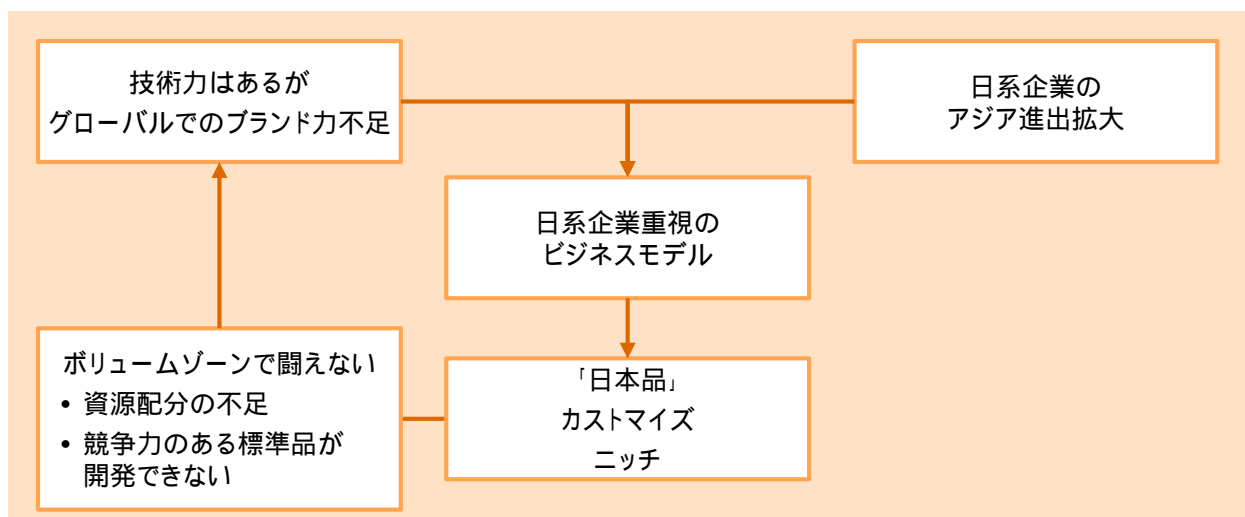 技術力はあるが
グローバルでのブランド力不足
日系企業の
アジア進出拡大
日系企業重視の
ビジネスモデル
ボリュームゾーンで闘えない
• 資源配分の不足
• 競争力のある標準品が
開発できない
「日本品」
カストマイズ
ニッチ